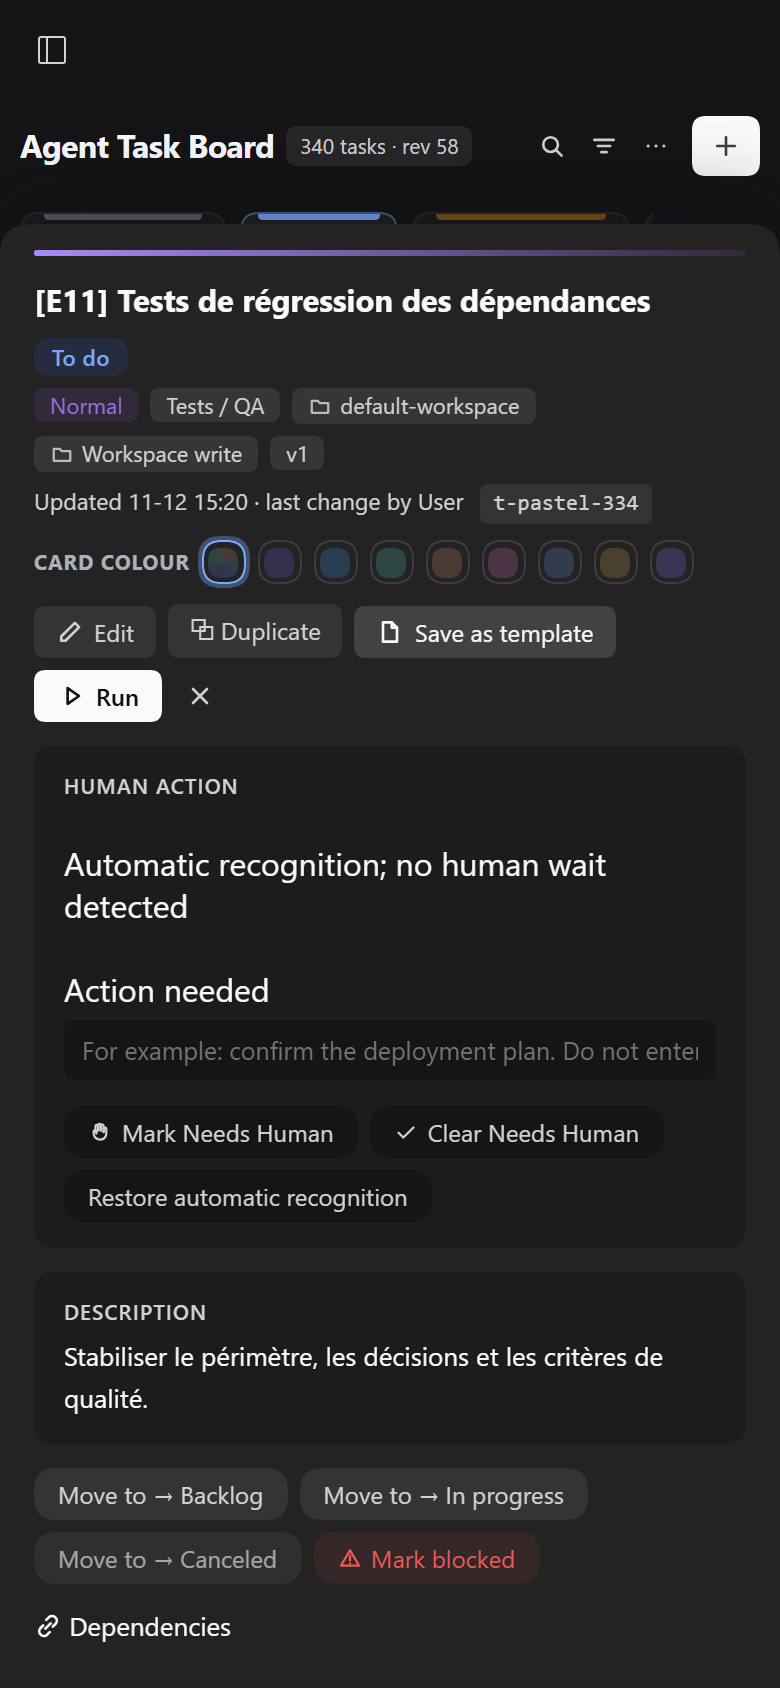 Agent Task Board
340 tasks · rev 58
[E11] Tests de régression des dépendances
To do
Normal
Tests / QA
default-workspace
Workspace write
v1
Updated 11-12 15:20 · last change by User
t-pastel-334
CARD COLOUR
Edit
Duplicate
Save as template
Run
HUMAN ACTION
Automatic recognition; no human wait
detected
Action needed
For example: confirm the deployment plan. Do not enter
Mark Needs Human
Clear Needs Human
Restore automatic recognition
DESCRIPTION
Stabiliser le périmètre, les décisions et les critères de
qualité.
Move to → Backlog
Move to → In progress
Move to → Canceled
Mark blocked
Dependencies